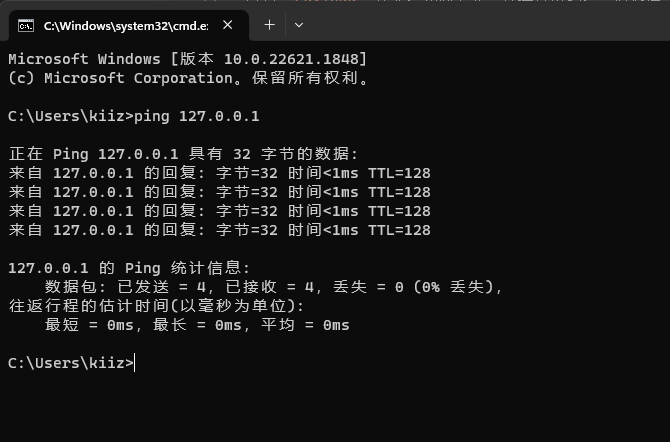 C:\Windows\system32\cmd.e
Microsoft Windows [版本 10.0.22621.1848]
(c) Microsoft Corporation。保留所有权利。
C:\Users\kiiz>ping 127.0.0.1
正在 Ping 127.0.0.1 具有 32 字节的数据:
来自 127.0.0.1 的回复: 字节=32 时间<1ms TTL=128
来自 127.0.0.1 的回复: 字节=32 时间<1ms TTL=128
来自 127.0.0.1 的回复: 字节=32 时间<1ms TTL=128
来自 127.0.0.1 的回复: 字节=32 时间<1ms TTL=128
127.0.0.1 的 Ping 统计信息:
数据包: 已发送 = 4，已接收 = 4，丢失 = 0 (0% 丢失)，
往返行程的估计时间(以毫秒为单位):
最短 = 0ms，最长 = 0ms，平均 = 0ms
C:\Users\kiiz>